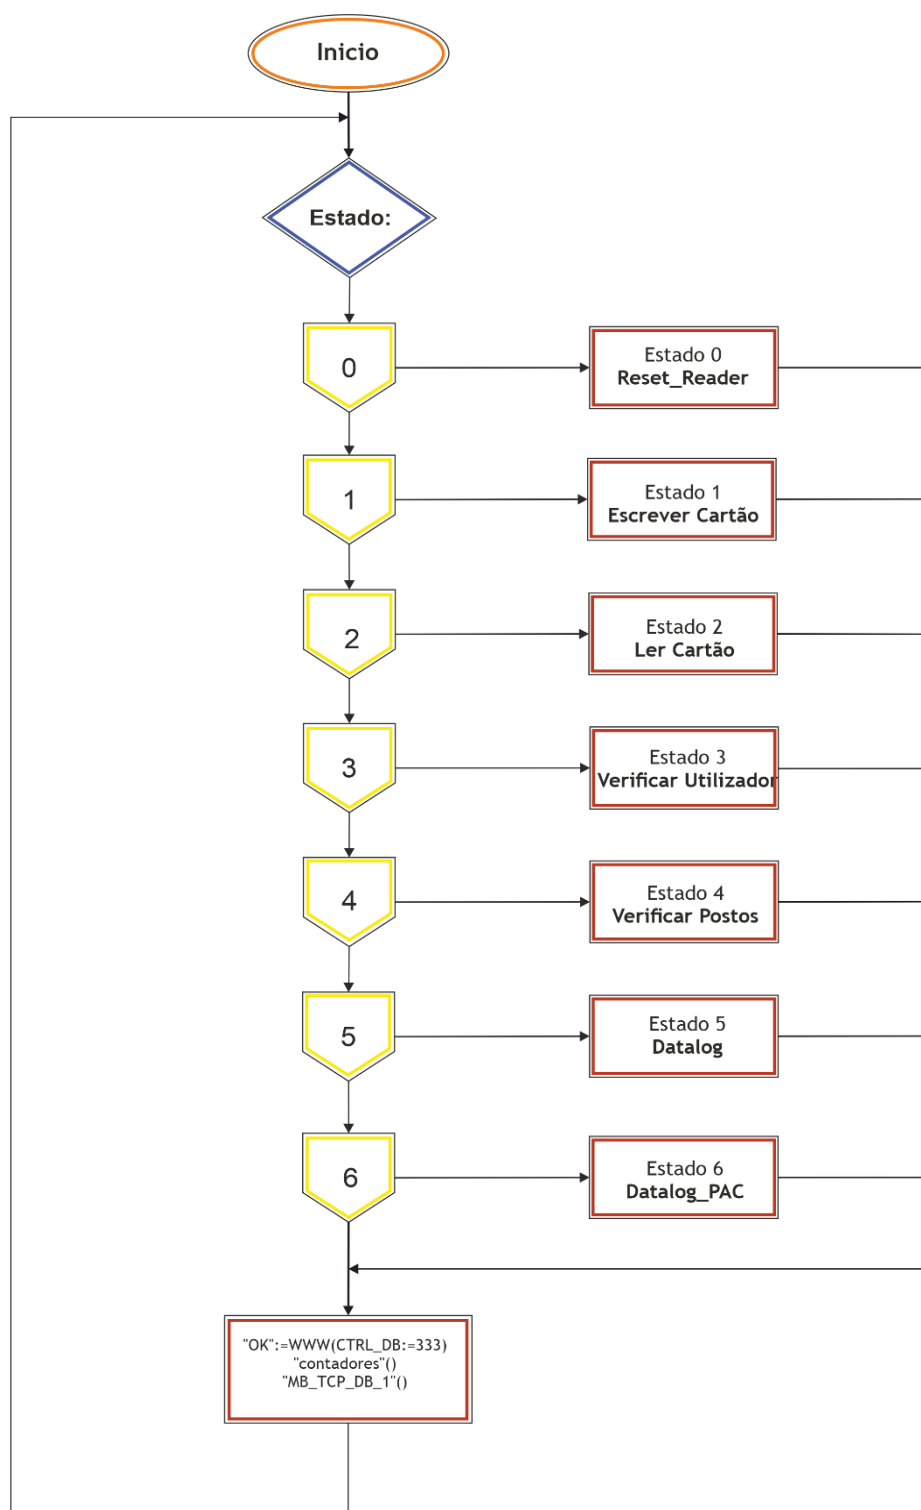 Inicio
Estado:
0
Estado 0
Reset_Reader
1
Estado 1
Escrever Cartão
2
Estado 2
Ler Cartão
3
Estado 3
Verificar Utilizador
4
Estado 4
Verificar Postos
5
Estado 5
Datalog
6
Estado 6
Datalog_PAC
"OK":=WWW(CTRL_DB:=333)
"contadores"()
"MB_TCP_DB_1"()